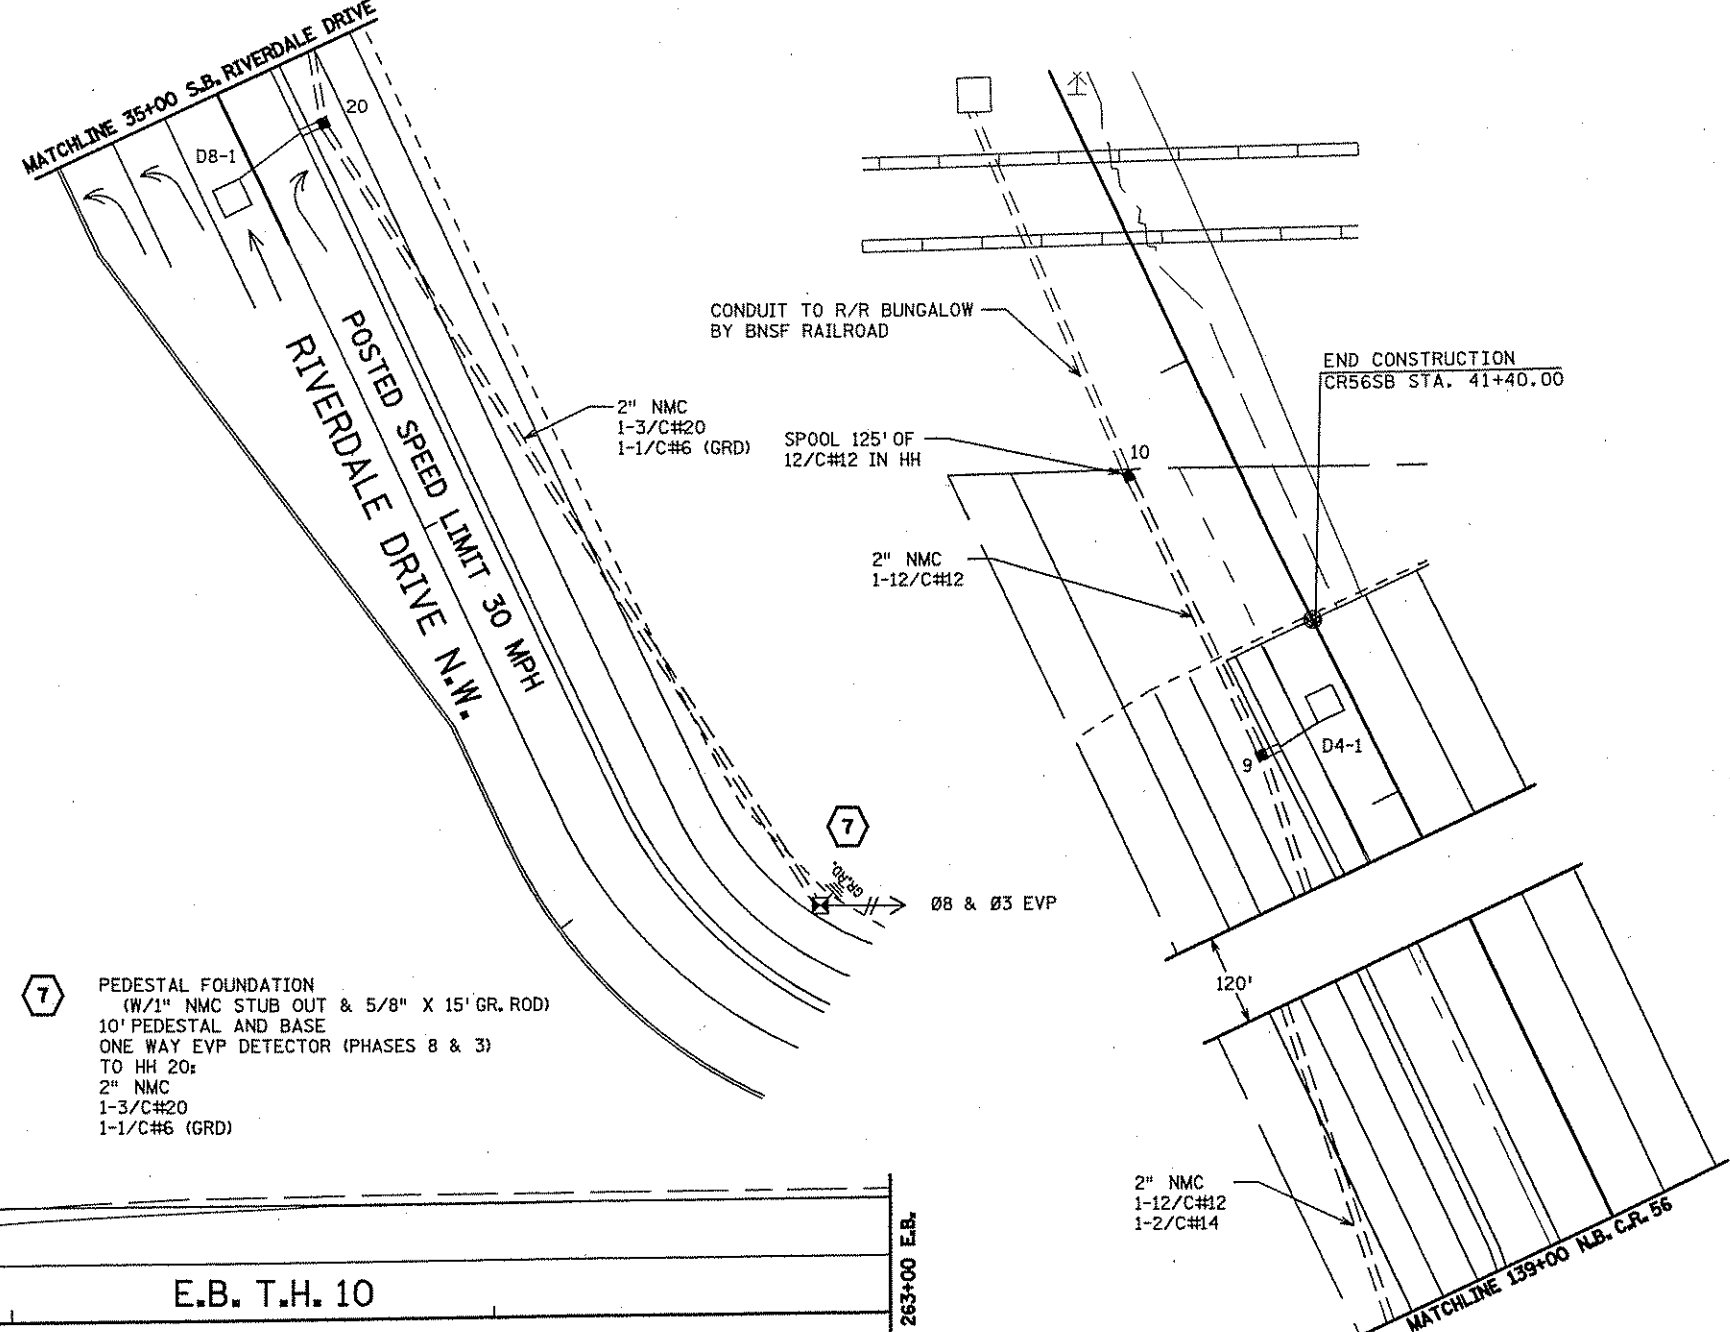 MATCHLINE 35+00 S.B. RIVERDALE DRIVE
20
D8-1
POSTED SPEED LIMIT 30 MPH
RIVERDALE DRIVE N.W.
2" NMC
1-3/C#20
1-1/C#6 (GRD)
CONDUIT TO R/R BUNGALOW
BY BNSF RAILROAD
SPOOL 125' OF
12/C#12 IN HH
10
END CONSTRUCTION
CR56SB STA. 41+40.00
2" NMC
1-12/C#12
9
D4-1
7
GR.RD.
Ø8 & Ø3 EVP
120'
7
PEDESTAL FOUNDATION
(W/1" NMC STUB OUT & 5/8" X 15' GR. ROD)
10' PEDESTAL AND BASE
ONE WAY EVP DETECTOR (PHASES 8 & 3)
TO HH 20:
2" NMC
1-3/C#20
1-1/C#6 (GRD)
2" NMC
1-12/C#12
1-2/C#14
MATCHLINE 139+00 N.B. C.R. 56
E.B. T.H. 10
263+00 E.B.